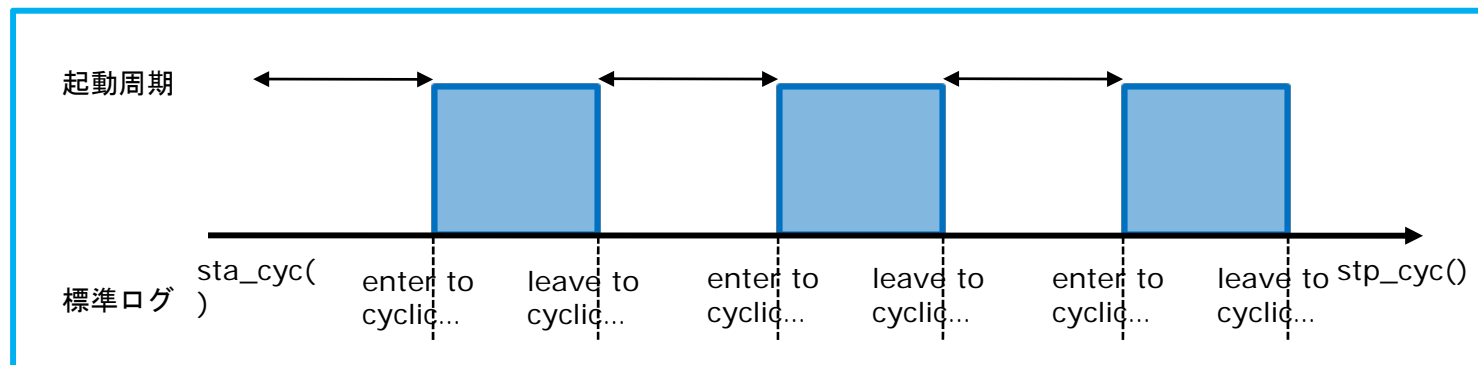 起動周期
標準ログ
sta_cyc(
)
enter to
cyclic...
leave to
cyclic...
enter to
cyclic...
leave to
cyclic...
enter to
cyclic...
leave to
cyclic...
stp_cyc()